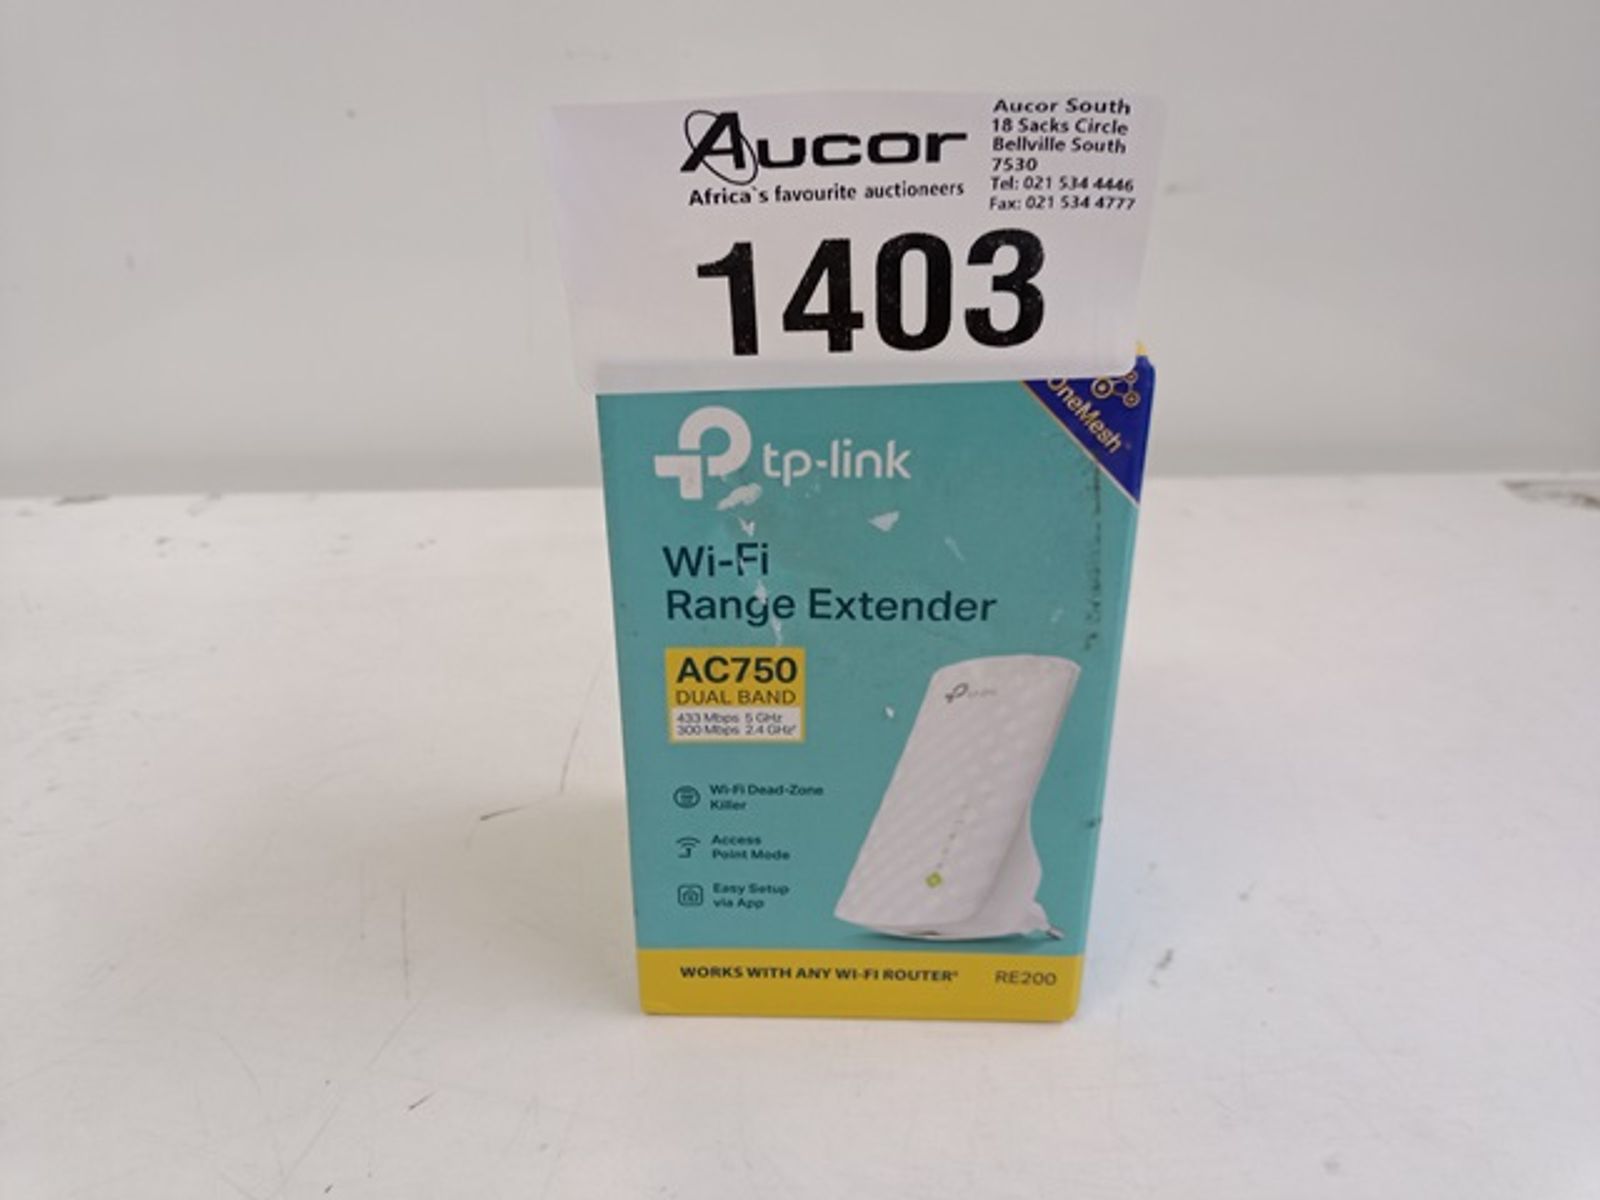 Aucor
Africa`s favourite auctioneers
Aucor South
18 Sacks Circle
Bellville South
7530
Tel: 021 534 4446
Fax: 021 534 4777
1403
OneMesh
tp-link
Wi-Fi
Range Extender
AC750
DUAL BAND
433 Mbps 5 GHz
300 Mbps 2.4 GHz
Wi-Fi Dead-Zone
Killer
Access
Point Mode
Easy Setup
via App
tp-link
WORKS WITH ANY WI-FI ROUTER
RE200